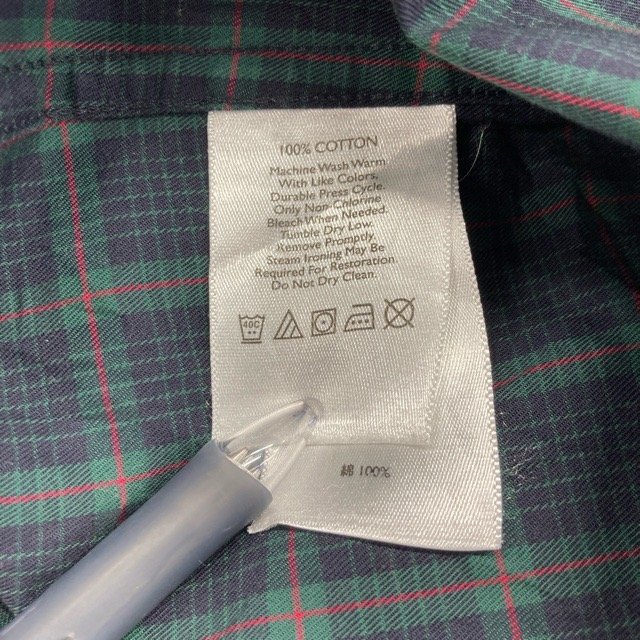 100% COTTON
Machine Wash Warm
With Like Colors.
Durable Press Cycle.
Only Non-Chlorine
Bleach When Needed.
Tumble Dry Low.
Remove Promptly.
Steam Ironing May Be
Required For Restoration.
Do Not Dry Clean.
40C
綿 100%